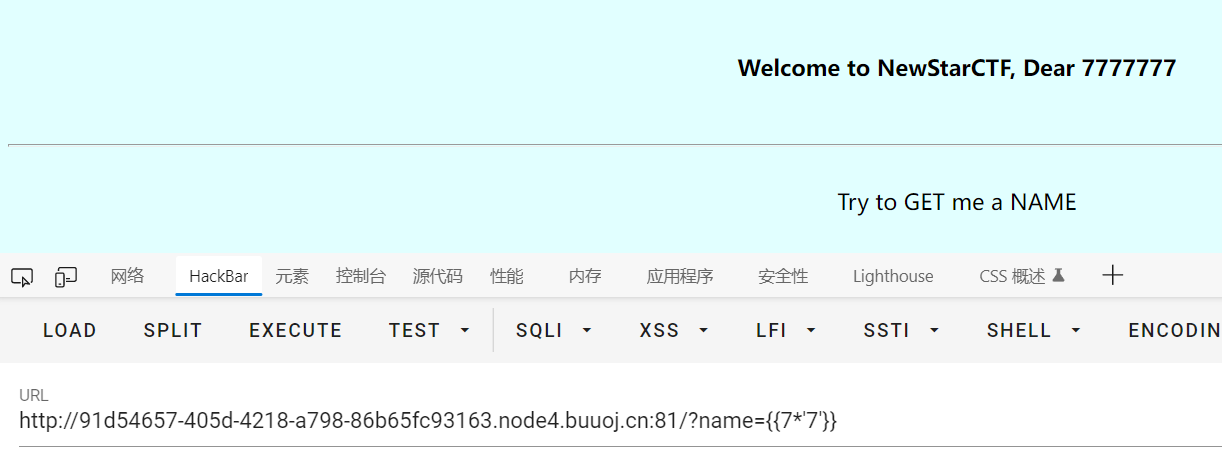 Welcome to NewStarCTF, Dear 7777777
Try to GET me a NAME
网络 HackBar 元素 控制台 源代码 性能 内存 应用程序 安全性 Lighthouse CSS 概述
LOAD SPLIT EXECUTE TEST SQLI XSS LFI SSTI SHELL ENCODIN
URL
http://91d54657-405d-4218-a798-86b65fc93163.node4.buuoj.cn:81/?name={{7*'7'}}